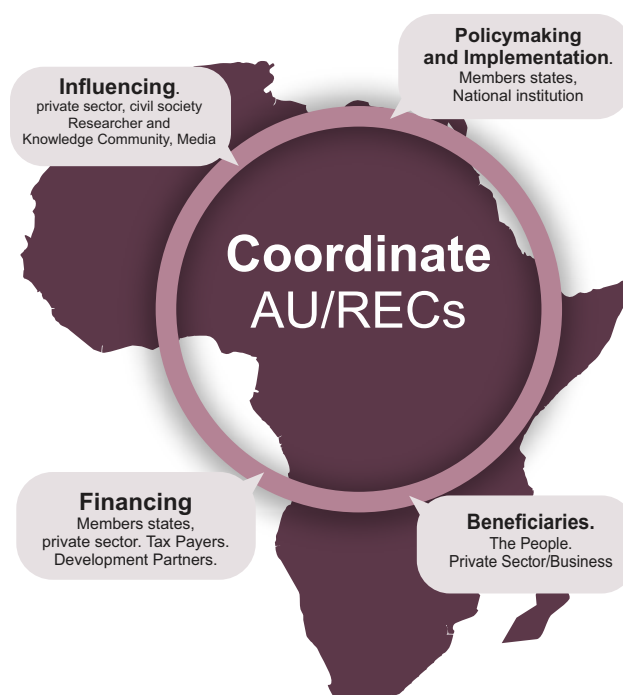 Policymaking
and Implementation.
Members states,
National institution
Influencing.
private sector, civil society
Researcher and
Knowledge Community, Media
Coordinate
AU/RECs
Financing
Members states,
private sector. Tax Payers.
Development Partners.
Beneficiaries.
The People.
Private Sector/Business